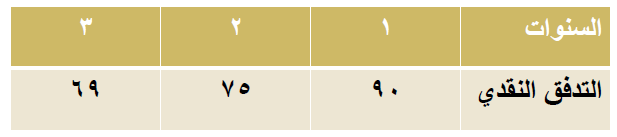 السنوات ١ ٢ ٣
التدفق النقدي ٩٠ ٧٥ ٦٩